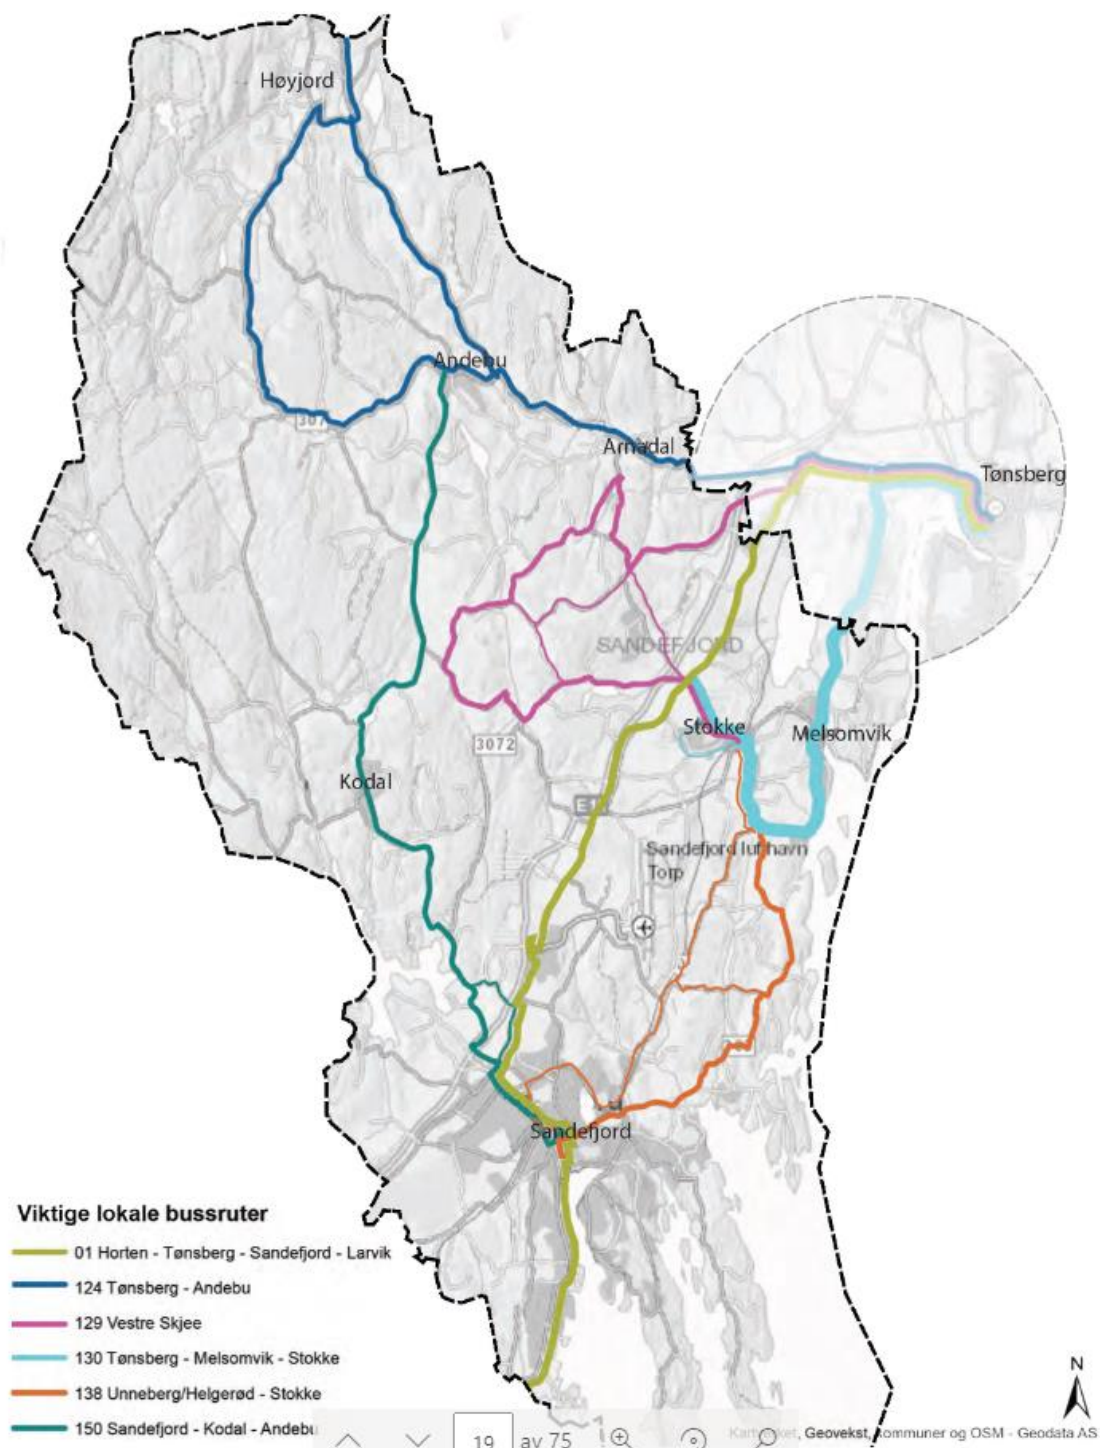 Høyjord
Andebu
307
Arnadal
Tønsberg
SANDEFJORD
Stokke
Melsomvik
3072
Kodal
E18
Sandefjord lufthavn
Torp
Sandefjord
Viktige lokale bussruter
01 Horten - Tønsberg - Sandefjord - Larvik
124 Tønsberg - Andebu
129 Vestre Skjee
130 Tønsberg - Melsomvik - Stokke
138 Unneberg/Helgerød - Stokke
150 Sandefjord - Kodal - Andebu
N
19 av 75
Kartverket, Geovekst, kommuner og OSM - Geodata AS